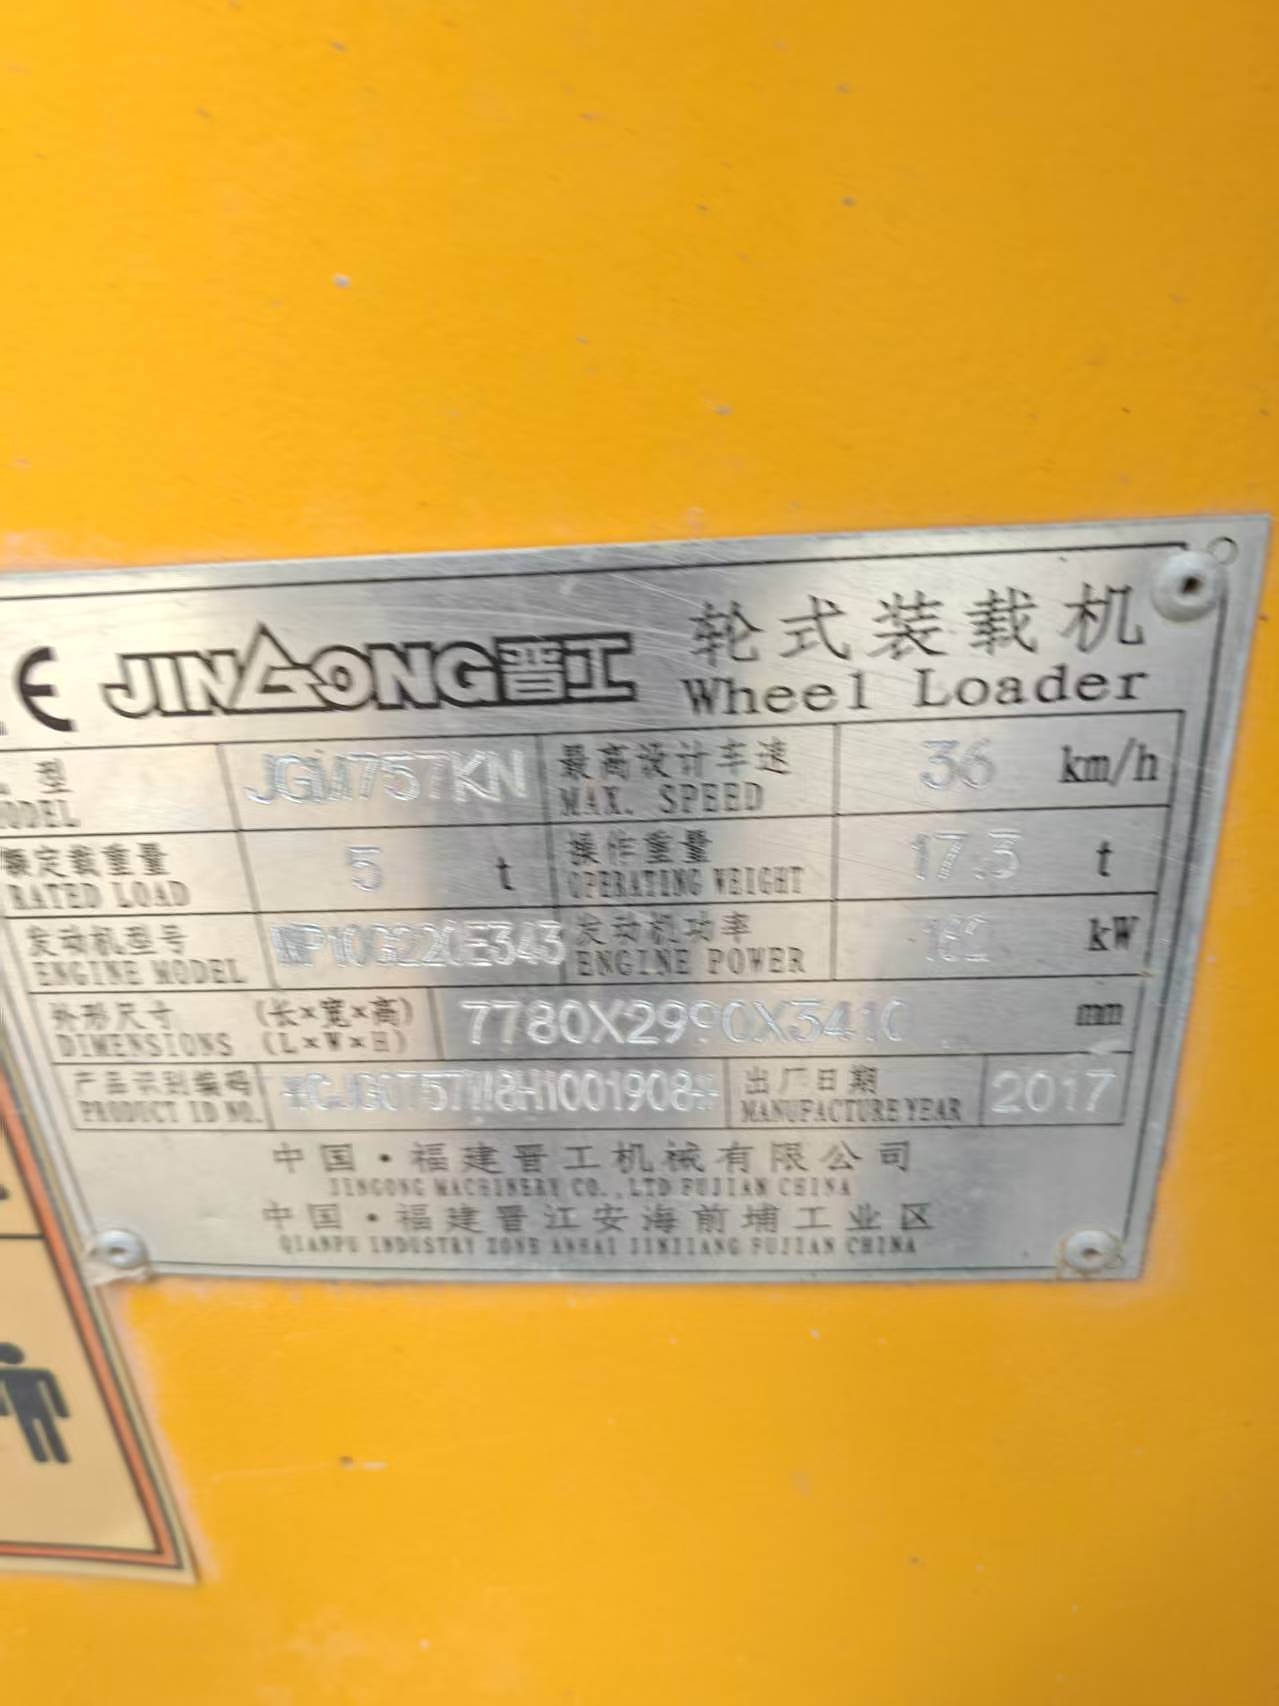 CE JINGONG晋工 轮式装载机
Wheel Loader
型 JGM757KN 最高设计车速 36 km/h
MODEL MAX. SPEED
额定载重量 5 t 操作重量 17.3 t
RATED LOAD OPERATING WEIGHT
发动机型号 WP10G220E343 发动机功率 162 kW
ENGINE MODEL ENGINE POWER
外形尺寸 (长×宽×高) 7780X2990X3410 mm
DIMENSIONS (L×W×H)
产品识别编码 出厂日期 2017
PRODUCT ID NO. MANUFACTURE YEAR
中国·福建晋工机械有限公司
JINGONG MACHINERY CO.,LTD FUJIAN CHINA
中国·福建晋江安海前埔工业区
QIANPU INDUSTRY ZONE ANHAI JINJIANG FUJIAN CHINA